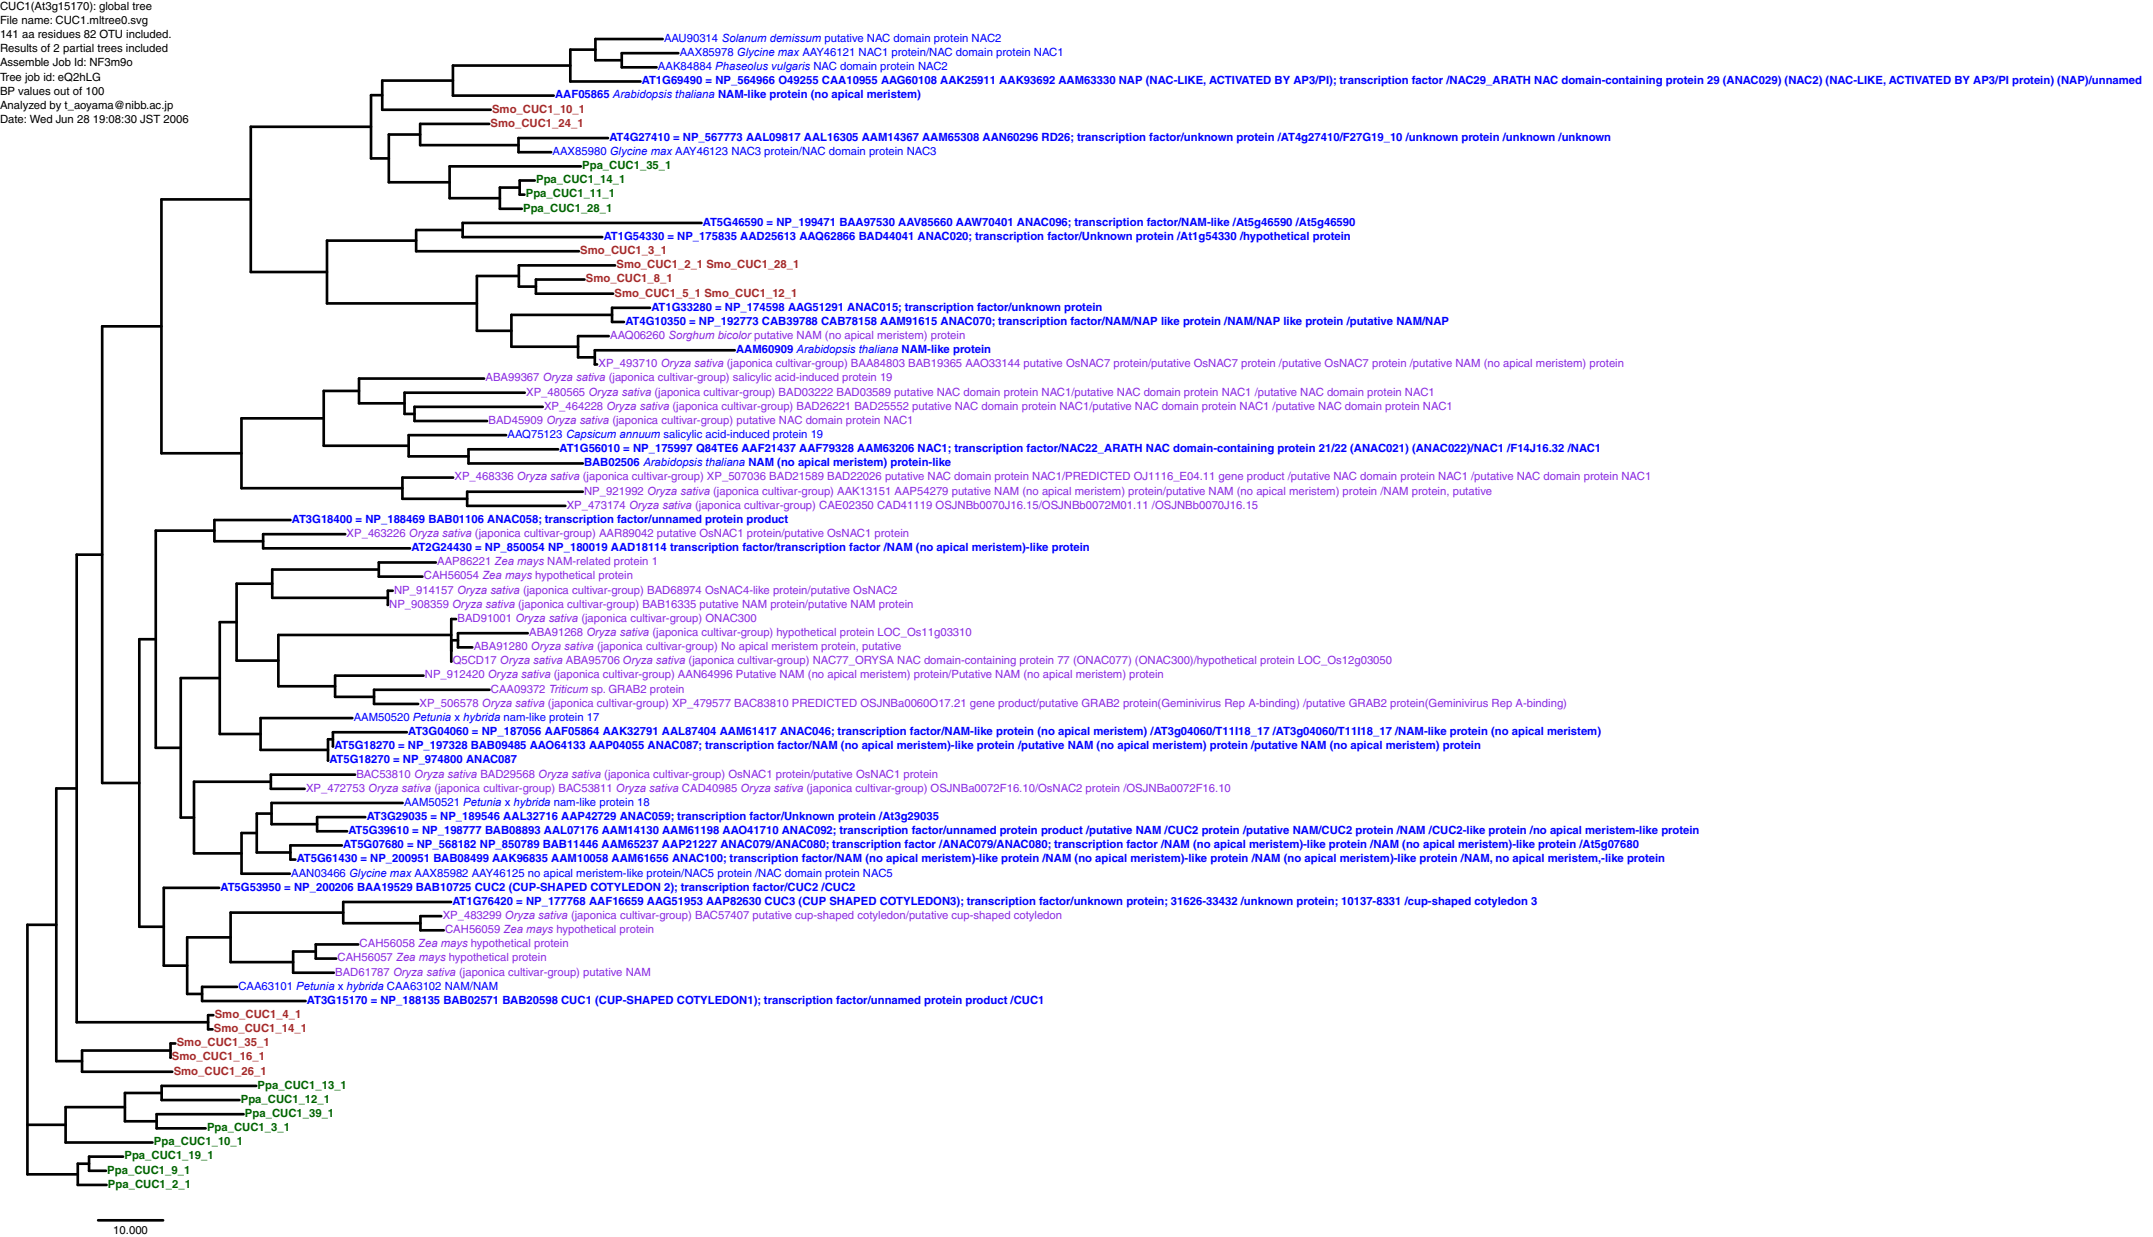 CUC1(At3g15170): global tree
File name: CUC1.mltree0.svg
141 aa residues 82 OTU included.
Results of 2 partial trees included
Assemble Job Id: NF3m9o
Tree job id: eQ2hLG
BP values out of 100
Analyzed by t_aoyama@nibb.ac.jp
Date: Wed Jun 28 19:08:30 JST 2006
AAU90314 Solanum demissum putative NAC domain protein NAC2
AAX85978 Glycine max AAY46121 NAC1 protein/NAC domain protein NAC1
AAK84884 Phaseolus vulgaris NAC domain protein NAC2
AT1G69490 = NP_564966 O49255 CAA10955 AAG60108 AAK25911 AAK93692 AAM63330 NAP (NAC-LIKE, ACTIVATED BY AP3/PI); transcription factor /NAC29_ARATH NAC domain-containing protein 29 (ANAC029) (NAC2) (NAC-LIKE, ACTIVATED BY AP3/PI protein) (NAP)/unnamed
AAF05865 Arabidopsis thaliana NAM-like protein (no apical meristem)
Smo_CUC1_10_1
Smo_CUC1_24_1
AT4G27410 = NP_567773 AAL09817 AAL16305 AAM14367 AAM65308 AAN60296 RD26; transcription factor/unknown protein /AT4g27410/F27G19_10 /unknown protein /unknown /unknown
AAX85980 Glycine max AAY46123 NAC3 protein/NAC domain protein NAC3
Ppa_CUC1_35_1
Ppa_CUC1_14_1
Ppa_CUC1_11_1
Ppa_CUC1_28_1
AT5G46590 = NP_199471 BAA97530 AAV85660 AAW70401 ANAC096; transcription factor/NAM-like /At5g46590 /At5g46590
AT1G54330 = NP_175835 AAD25613 AAQ62866 BAD44041 ANAC020; transcription factor/Unknown protein /At1g54330 /hypothetical protein
Smo_CUC1_3_1
Smo_CUC1_2_1 Smo_CUC1_28_1
Smo_CUC1_8_1
Smo_CUC1_5_1 Smo_CUC1_12_1
AT1G33280 = NP_174598 AAG51291 ANAC015; transcription factor/unknown protein
AT4G10350 = NP_192773 CAB39788 CAB78158 AAM91615 ANAC070; transcription factor/NAM/NAP like protein /NAM/NAP like protein /putative NAM/NAP
AAQ06260 Sorghum bicolor putative NAM (no apical meristem) protein
AAM60909 Arabidopsis thaliana NAM-like protein
XP_493710 Oryza sativa (japonica cultivar-group) BAA84803 BAB19365 AAO33144 putative OsNAC7 protein/putative OsNAC7 protein /putative OsNAC7 protein /putative NAM (no apical meristem) protein
ABA99367 Oryza sativa (japonica cultivar-group) salicylic acid-induced protein 19
XP_480565 Oryza sativa (japonica cultivar-group) BAD03222 BAD03589 putative NAC domain protein NAC1/putative NAC domain protein NAC1 /putative NAC domain protein NAC1
XP_464228 Oryza sativa (japonica cultivar-group) BAD26221 BAD25552 putative NAC domain protein NAC1/putative NAC domain protein NAC1 /putative NAC domain protein NAC1
BAD45909 Oryza sativa (japonica cultivar-group) putative NAC domain protein NAC1
AAQ75123 Capsicum annuum salicylic acid-induced protein 19
AT1G56010 = NP_175997 Q84TE6 AAF21437 AAF79328 AAM63206 NAC1; transcription factor/NAC22_ARATH NAC domain-containing protein 21/22 (ANAC021) (ANAC022)/NAC1 /F14J16.32 /NAC1
BAB02506 Arabidopsis thaliana NAM (no apical meristem) protein-like
XP_468336 Oryza sativa (japonica cultivar-group) XP_507036 BAD21589 BAD22026 putative NAC domain protein NAC1/PREDICTED OJ1116_E04.11 gene product /putative NAC domain protein NAC1 /putative NAC domain protein NAC1
NP_921992 Oryza sativa (japonica cultivar-group) AAK13151 AAP54279 putative NAM (no apical meristem) protein/putative NAM (no apical meristem) protein /NAM protein, putative
XP_473174 Oryza sativa (japonica cultivar-group) CAE02350 CAD41119 OSJNBb0070J16.15/OSJNBb0072M01.11 /OSJNBb0070J16.15
AT3G18400 = NP_188469 BAB01106 ANAC058; transcription factor/unnamed protein product
XP_463226 Oryza sativa (japonica cultivar-group) AAR89042 putative OsNAC1 protein/putative OsNAC1 protein
AT2G24430 = NP_850054 NP_180019 AAD18114 transcription factor/transcription factor /NAM (no apical meristem)-like protein
AAP86221 Zea mays NAM-related protein 1
CAH56054 Zea mays hypothetical protein
NP_914157 Oryza sativa (japonica cultivar-group) BAD68974 OsNAC4-like protein/putative OsNAC2
NP_908359 Oryza sativa (japonica cultivar-group) BAB16335 putative NAM protein/putative NAM protein
BAD91001 Oryza sativa (japonica cultivar-group) ONAC300
ABA91268 Oryza sativa (japonica cultivar-group) hypothetical protein LOC_Os11g03310
ABA91280 Oryza sativa (japonica cultivar-group) No apical meristem protein, putative
Q5CD17 Oryza sativa ABA95706 Oryza sativa (japonica cultivar-group) NAC77_ORYSA NAC domain-containing protein 77 (ONAC077) (ONAC300)/hypothetical protein LOC_Os12g03050
NP_912420 Oryza sativa (japonica cultivar-group) AAN64996 Putative NAM (no apical meristem) protein/Putative NAM (no apical meristem) protein
CAA09372 Triticum sp. GRAB2 protein
XP_506578 Oryza sativa (japonica cultivar-group) XP_479577 BAC83810 PREDICTED OSJNBa0060O17.21 gene product/putative GRAB2 protein(Geminivirus Rep A-binding) /putative GRAB2 protein(Geminivirus Rep A-binding)
AAM50520 Petunia x hybrida nam-like protein 17
AT3G04060 = NP_187056 AAF05864 AAK32791 AAL87404 AAM61417 ANAC046; transcription factor/NAM-like protein (no apical meristem) /AT3g04060/T11I18_17 /AT3g04060/T11I18_17 /NAM-like protein (no apical meristem)
AT5G18270 = NP_197328 BAB09485 AAO64133 AAP04055 ANAC087; transcription factor/NAM (no apical meristem)-like protein /putative NAM (no apical meristem) protein /putative NAM (no apical meristem) protein
AT5G18270 = NP_974800 ANAC087
BAC53810 Oryza sativa BAD29568 Oryza sativa (japonica cultivar-group) OsNAC1 protein/putative OsNAC1 protein
XP_472753 Oryza sativa (japonica cultivar-group) BAC53811 Oryza sativa CAD40985 Oryza sativa (japonica cultivar-group) OSJNBa0072F16.10/OsNAC2 protein /OSJNBa0072F16.10
AAM50521 Petunia x hybrida nam-like protein 18
AT3G29035 = NP_189546 AAL32716 AAP42729 ANAC059; transcription factor/Unknown protein /At3g29035
AT5G39610 = NP_198777 BAB08893 AAL07176 AAM14130 AAM61198 AAO41710 ANAC092; transcription factor/unnamed protein product /putative NAM /CUC2 protein /putative NAM/CUC2 protein /NAM /CUC2-like protein /no apical meristem-like protein
AT5G07680 = NP_568182 NP_850789 BAB11446 AAM65237 AAP21227 ANAC079/ANAC080; transcription factor /ANAC079/ANAC080; transcription factor /NAM (no apical meristem)-like protein /NAM (no apical meristem)-like protein /At5g07680
AT5G61430 = NP_200951 BAB08499 AAK96835 AAM10058 AAM61656 ANAC100; transcription factor/NAM (no apical meristem)-like protein /NAM (no apical meristem)-like protein /NAM (no apical meristem)-like protein /NAM, no apical meristem,-like protein
AAN03466 Glycine max AAX85982 AAY46125 no apical meristem-like protein/NAC5 protein /NAC domain protein NAC5
AT5G53950 = NP_200206 BAA19529 BAB10725 CUC2 (CUP-SHAPED COTYLEDON 2); transcription factor/CUC2 /CUC2
AT1G76420 = NP_177768 AAF16659 AAG51953 AAP82630 CUC3 (CUP SHAPED COTYLEDON3); transcription factor/unknown protein; 31626-33432 /unknown protein; 10137-8331 /cup-shaped cotyledon 3
XP_483299 Oryza sativa (japonica cultivar-group) BAC57407 putative cup-shaped cotyledon/putative cup-shaped cotyledon
CAH56059 Zea mays hypothetical protein
CAH56058 Zea mays hypothetical protein
CAH56057 Zea mays hypothetical protein
BAD61787 Oryza sativa (japonica cultivar-group) putative NAM
CAA63101 Petunia x hybrida CAA63102 NAM/NAM
AT3G15170 = NP_188135 BAB02571 BAB20598 CUC1 (CUP-SHAPED COTYLEDON1); transcription factor/unnamed protein product /CUC1
Smo_CUC1_4_1
Smo_CUC1_14_1
Smo_CUC1_35_1
Smo_CUC1_16_1
Smo_CUC1_26_1
Ppa_CUC1_13_1
Ppa_CUC1_12_1
Ppa_CUC1_39_1
Ppa_CUC1_3_1
Ppa_CUC1_10_1
Ppa_CUC1_19_1
Ppa_CUC1_9_1
Ppa_CUC1_2_1
10.000